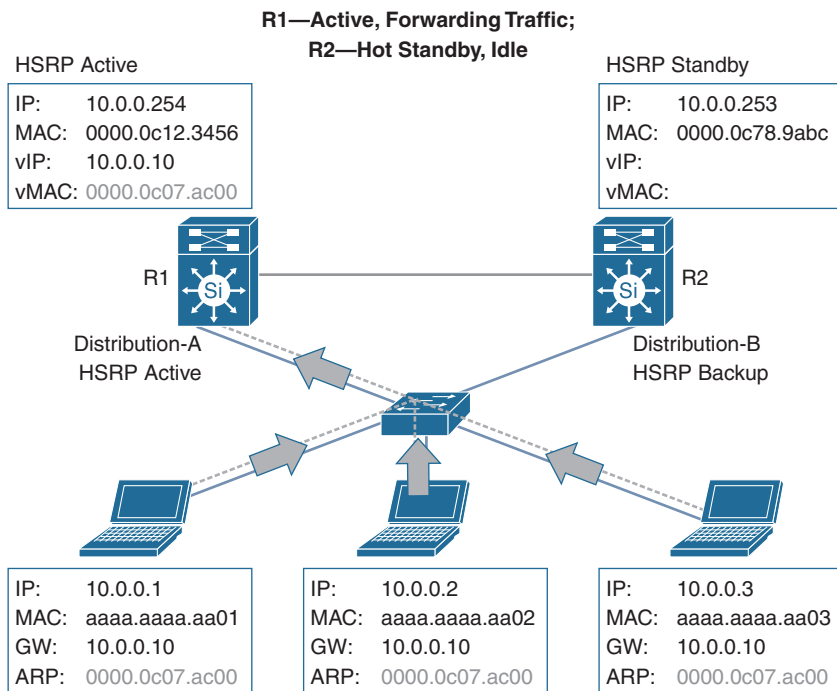 R1—Active, Forwarding Traffic;
R2—Hot Standby, Idle
HSRP Active
IP: 10.0.0.254
MAC: 0000.0c12.3456
vIP: 10.0.0.10
vMAC: 0000.0c07.ac00
HSRP Standby
IP: 10.0.0.253
MAC: 0000.0c78.9abc
vIP:
vMAC:
R1
Si
Distribution-A
HSRP Active
Si
R2
Distribution-B
HSRP Backup
IP: 10.0.0.1
MAC: aaaa.aaaa.aa01
GW: 10.0.0.10
ARP: 0000.0c07.ac00
IP: 10.0.0.2
MAC: aaaa.aaaa.aa02
GW: 10.0.0.10
ARP: 0000.0c07.ac00
IP: 10.0.0.3
MAC: aaaa.aaaa.aa03
GW: 10.0.0.10
ARP: 0000.0c07.ac00